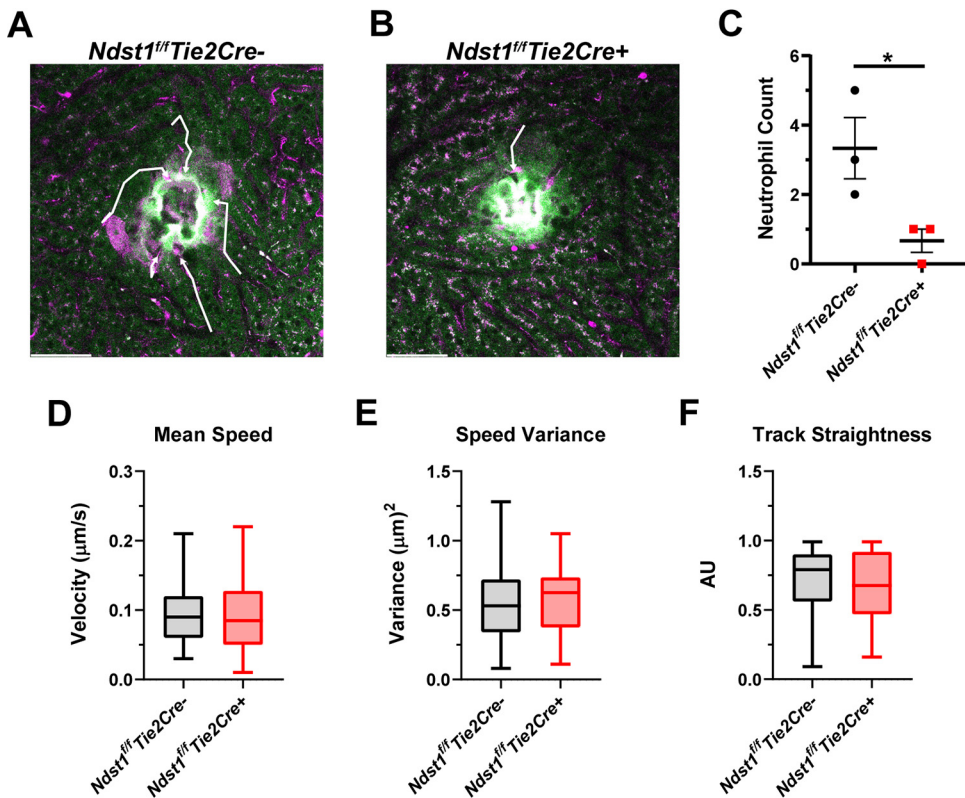 A
Ndst1f/fTie2Cre-
B
Ndst1f/fTie2Cre+
C
*
Neutrophil Count
6
4
2
0
Ndst1f/fTie2Cre-
Ndst1f/fTie2Cre+
D
Mean Speed
Velocity (μm/s)
0.3
0.2
0.1
0.0
Ndst1f/fTie2Cre-
Ndst1f/fTie2Cre+
E
Speed Variance
Variance (μm)2
1.5
1.0
0.5
0.0
Ndst1f/fTie2Cre-
Ndst1f/fTie2Cre+
F
Track Straightness
AU
1.5
1.0
0.5
0.0
Ndst1f/fTie2Cre-
Ndst1f/fTie2Cre+